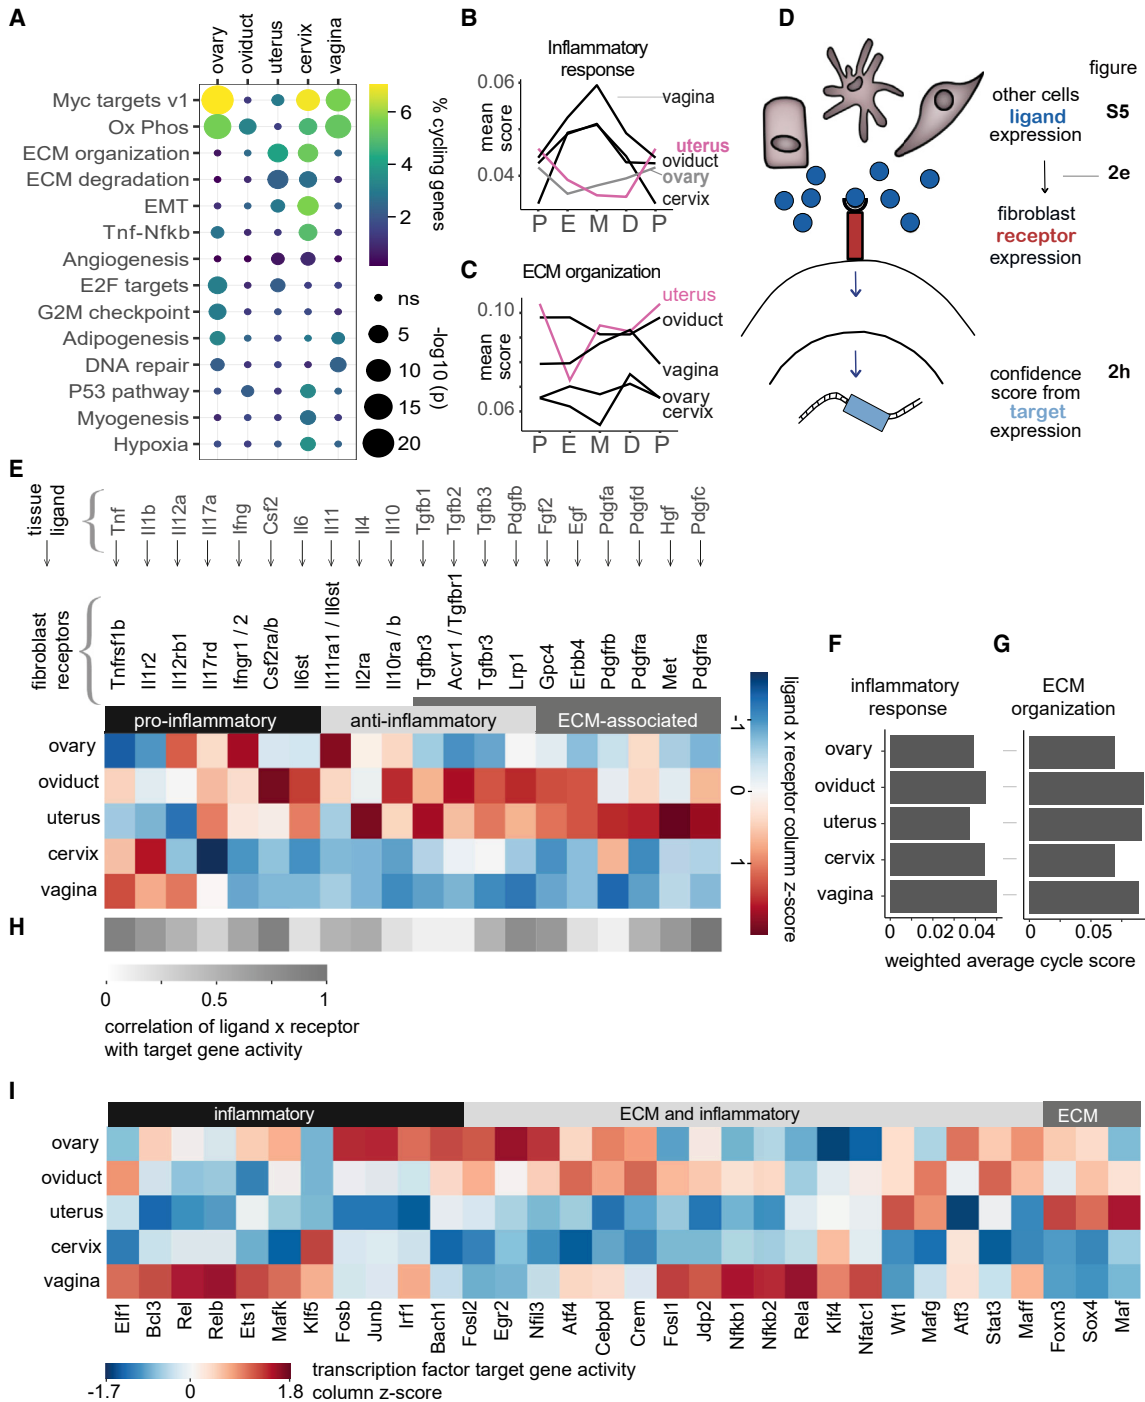 A
ovary
oviduct
uterus
cervix
vagina
Myc targets v1
Ox Phos
ECM organization
ECM degradation
EMT
Tnf-Nfkb
Angiogenesis
E2F targets
G2M checkpoint
Adipogenesis
DNA repair
P53 pathway
Myogenesis
Hypoxia
6
4
2
% cycling genes
ns
5
10
15
20
-log10 (p)
B
Inflammatory
response
0.06
0.04
mean
score
vagina
uterus
oviduct
ovary
cervix
P E M D P
C
ECM organization
0.10
0.06
mean
score
uterus
oviduct
vagina
ovary
cervix
P E M D P
D
figure
other cells
ligand
expression
S5
2e
fibroblast
receptor
expression
confidence
score from
target
expression
2h
E
tissue
ligand
Tnf
Il1b
Il12a
Il17a
Ifng
Csf2
Il6
Il11
Il4
Il10
Tgfb1
Tgfb2
Tgfb3
Pdgfb
Fgf2
Egf
Pdgfa
Pdgfd
Hgf
Pdgfc
fibroblast
receptors
Tnfrsf1b
Il1r2
Il12rb1
Il17rd
Ifngr1 / 2
Csf2ra/b
Il6st
Il11ra1 / Il6st
Il2ra
Il10ra / b
Tgfbr3
Acvr1 / Tgfbr1
Tgfbr3
Lrp1
Gpc4
Erbb4
Pdgfrb
Pdgfra
Met
Pdgfra
pro-inflammatory
anti-inflammatory
ECM-associated
ovary
oviduct
uterus
cervix
vagina
-1
0
1
ligand x receptor column z-score
F
inflammatory
response
ovary
oviduct
uterus
cervix
vagina
0 0.02 0.04
G
ECM
organization
0 0.05
weighted average cycle score
H
0 0.5 1
correlation of ligand x receptor
with target gene activity
I
inflammatory
ECM and inflammatory
ECM
ovary
oviduct
uterus
cervix
vagina
Elf1
Bcl3
Rel
Relb
Ets1
Mafk
Klf5
Fosb
Junb
Irf1
Bach1
Fosl2
Egr2
Nfil3
Atf4
Cebpd
Crem
Fosl1
Jdp2
Nfkb1
Nfkb2
Rela
Klf4
Nfatc1
Wt1
Mafg
Atf3
Stat3
Maff
Foxn3
Sox4
Maf
-1.7 0 1.8
transcription factor target gene activity
column z-score